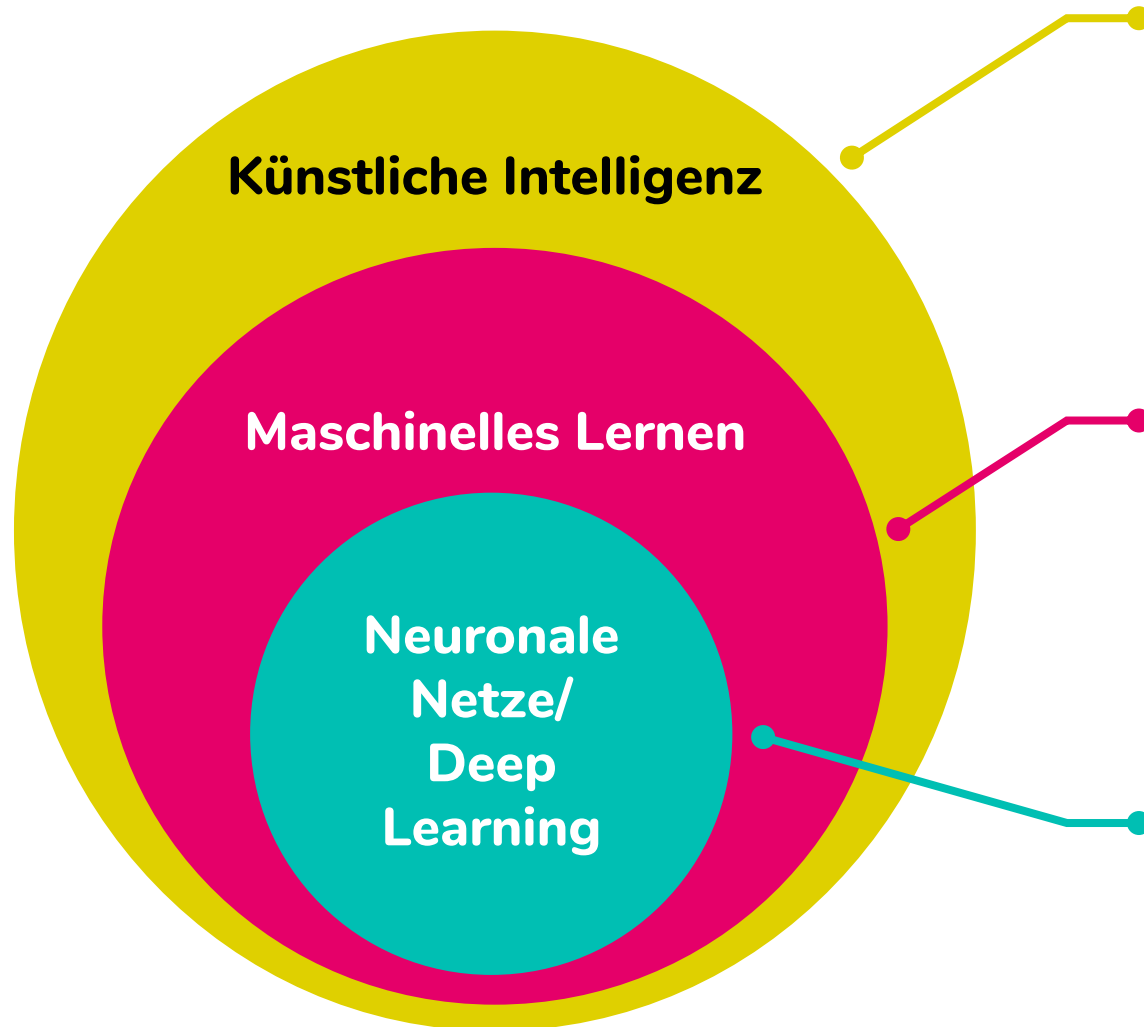 Künstliche Intelligenz
Maschinelles Lernen
Neuronale
Netze/
Deep
Learning